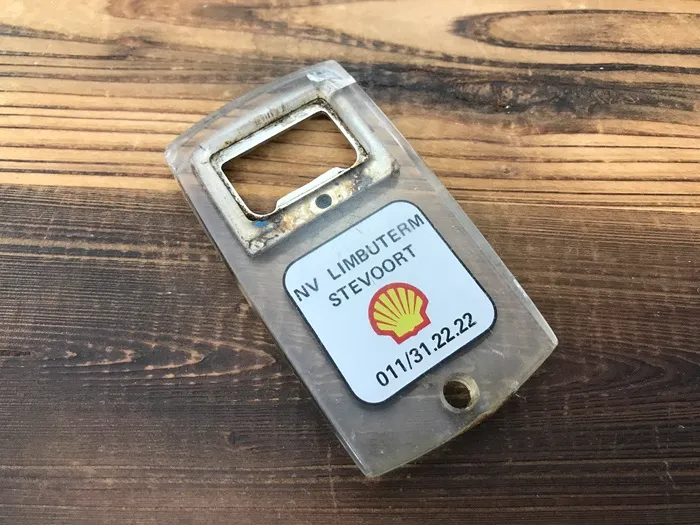 NV LIMBUTERM
STEVOORT
011/31.22.22